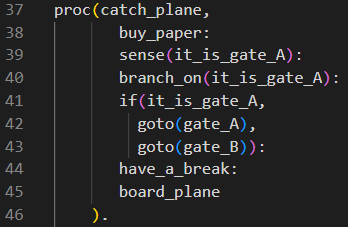 37 proc(catch_plane,
38 buy_paper:
39 sense(it_is_gate_A):
40 branch_on(it_is_gate_A):
41 if(it_is_gate_A,
42 goto(gate_A),
43 goto(gate_B)):
44 have_a_break:
45 board_plane
46 ).